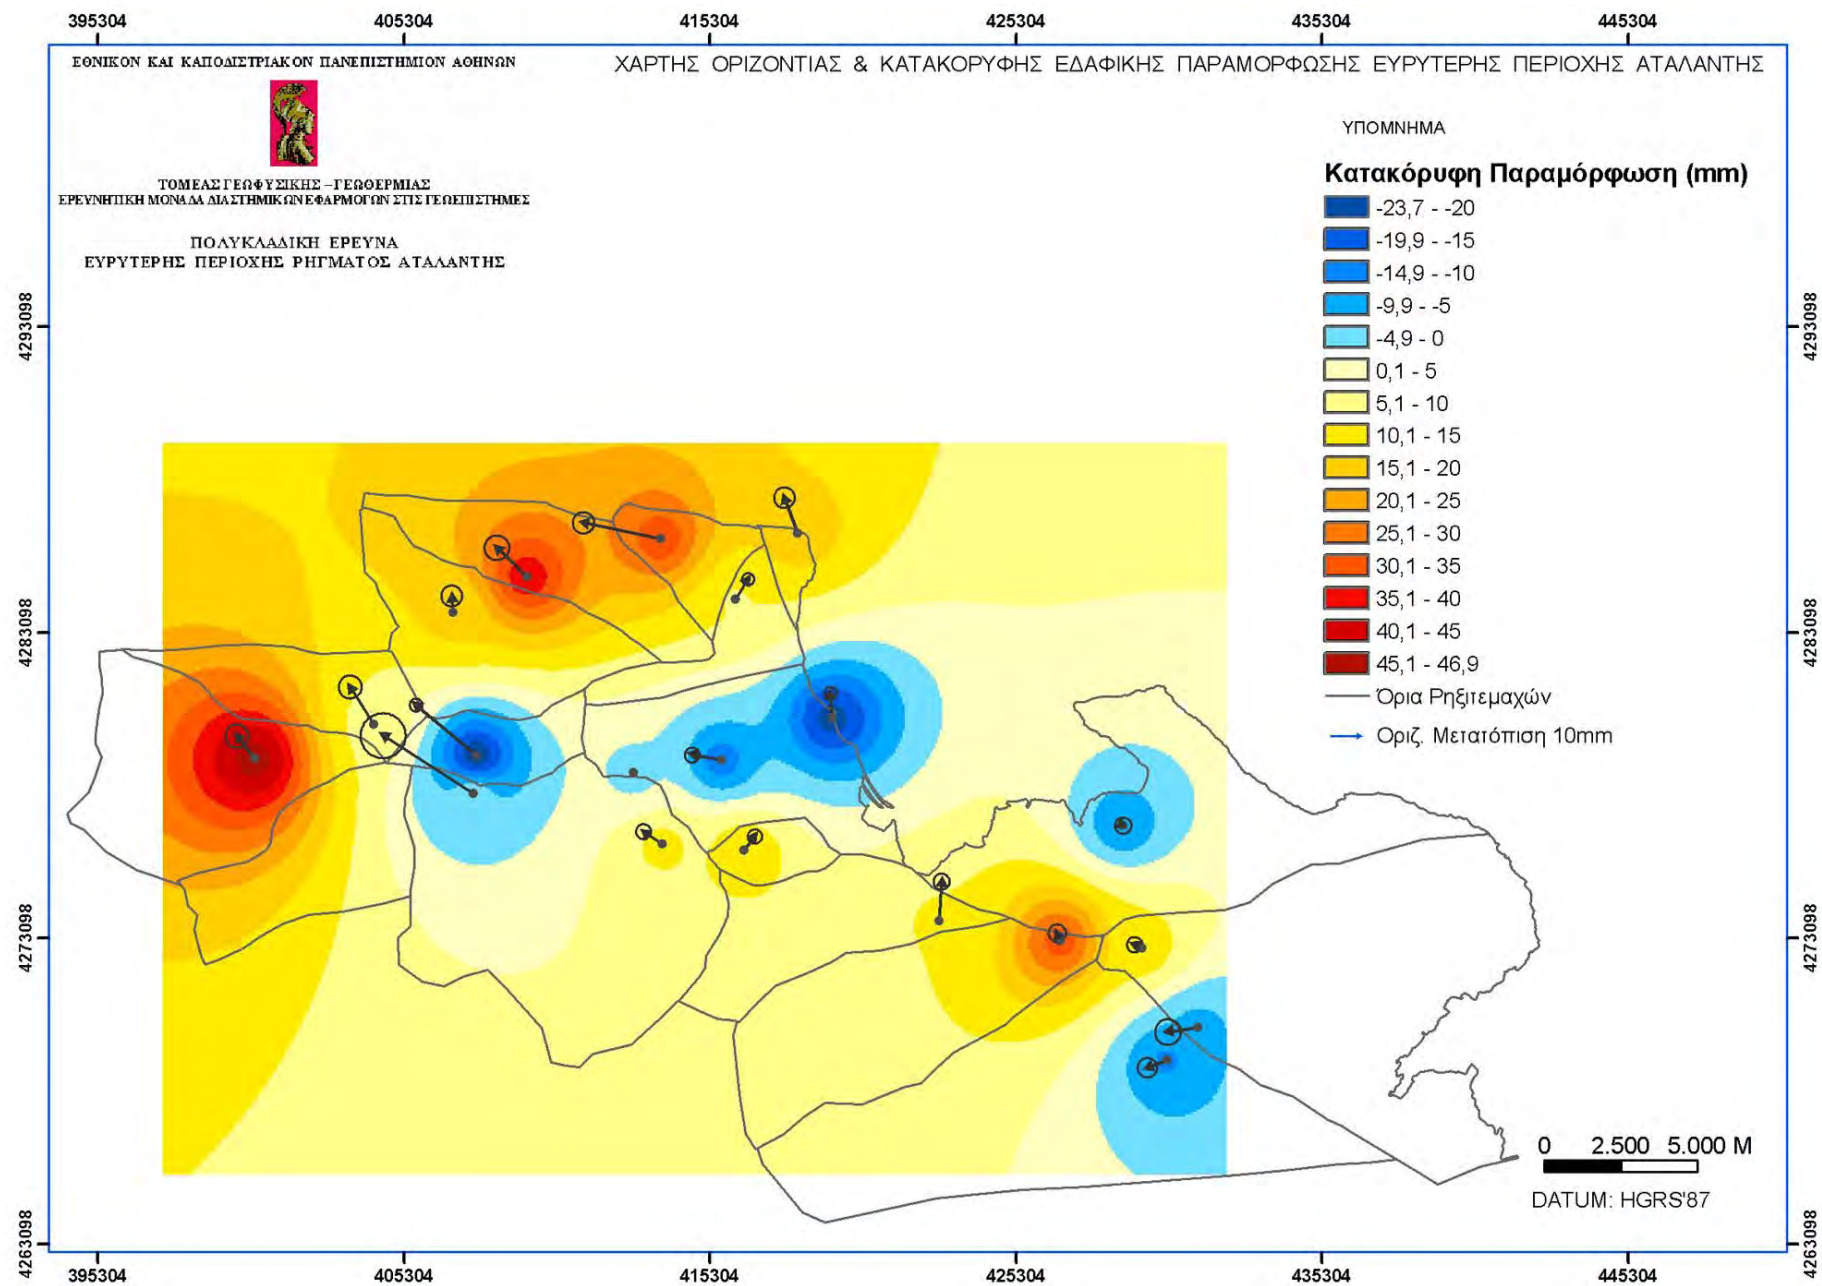 395304 405304 415304 425304 435304 445304
ΕΘΝΙΚΟΝ ΚΑΙ ΚΑΠΟΔΙΣΤΡΙΑΚΟΝ ΠΑΝΕΠΙΣΤΗΜΙΟΝ ΑΘΗΝΩΝ
ΧΑΡΤΗΣ ΟΡΙΖΟΝΤΙΑΣ & ΚΑΤΑΚΟΡΥΦΗΣ ΕΔΑΦΙΚΗΣ ΠΑΡΑΜΟΡΦΩΣΗΣ ΕΥΡΥΤΕΡΗΣ ΠΕΡΙΟΧΗΣ ΑΤΑΛΑΝΤΗΣ
ΤΟΜΕΑΣ ΓΕΩΦΥΣΙΚΗΣ – ΓΕΩΘΕΡΜΙΑΣ
ΕΡΕΥΝΗΤΙΚΗ ΜΟΝΑΔΑ ΔΙΑΣΤΗΜΙΚΩΝ ΕΦΑΡΜΟΓΩΝ ΣΤΙΣ ΓΕΩΕΠΙΣΤΗΜΕΣ
ΠΟΛΥΚΛΑΔΙΚΗ ΕΡΕΥΝΑ
ΕΥΡΥΤΕΡΗΣ ΠΕΡΙΟΧΗΣ ΡΗΓΜΑΤΟΣ ΑΤΑΛΑΝΤΗΣ
ΥΠΟΜΝΗΜΑ
Κατακόρυφη Παραμόρφωση (mm)
-23,7 - -20
-19,9 - -15
-14,9 - -10
-9,9 - -5
-4,9 - 0
0,1 - 5
5,1 - 10
10,1 - 15
15,1 - 20
20,1 - 25
25,1 - 30
30,1 - 35
35,1 - 40
40,1 - 45
45,1 - 46,9
Όρια Ρηξιτεμαχών
Οριζ. Μετατόπιση 10mm
4293098 4293098
4283098 4283098
4273098 4273098
4263098 4263098
0 2.500 5.000 M
DATUM: HGRS'87
395304 405304 415304 425304 435304 445304